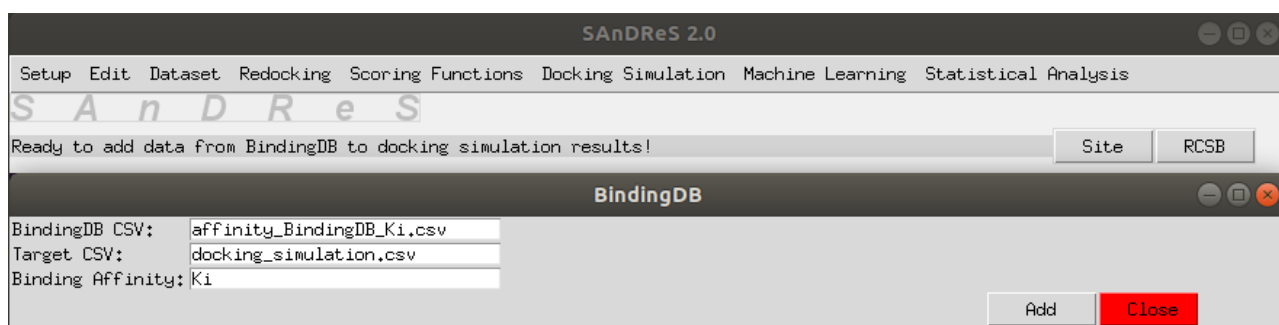 SAnDReS 2.0
Setup Edit Dataset Redocking Scoring Functions Docking Simulation Machine Learning Statistical Analysis
S A n D R e S
Ready to add data from BindingDB to docking simulation results! Site RCSB
BindingDB
BindingDB CSV: affinity_BindingDB_Ki.csv
Target CSV: docking_simulation.csv
Binding Affinity: Ki
Add Close